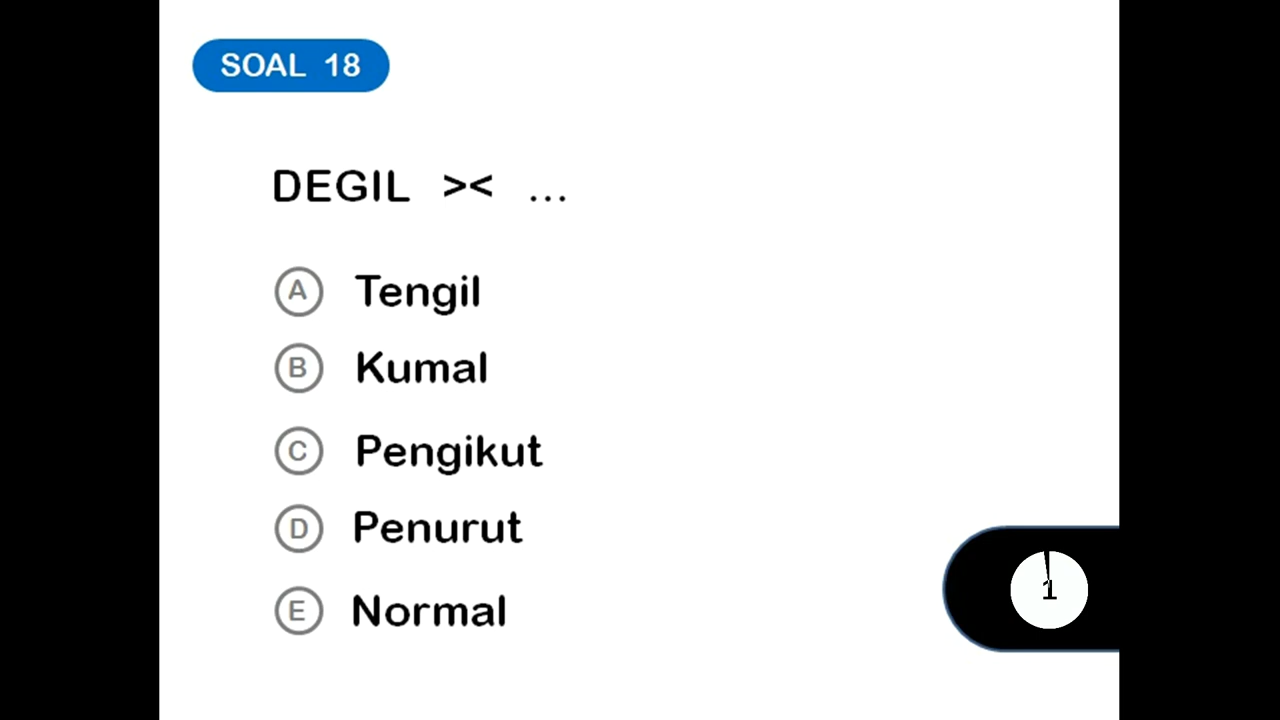 SOAL 18
DEGIL >< ...
A Tengil
B Kumal
C Pengikut
D Penurut
E Normal
1